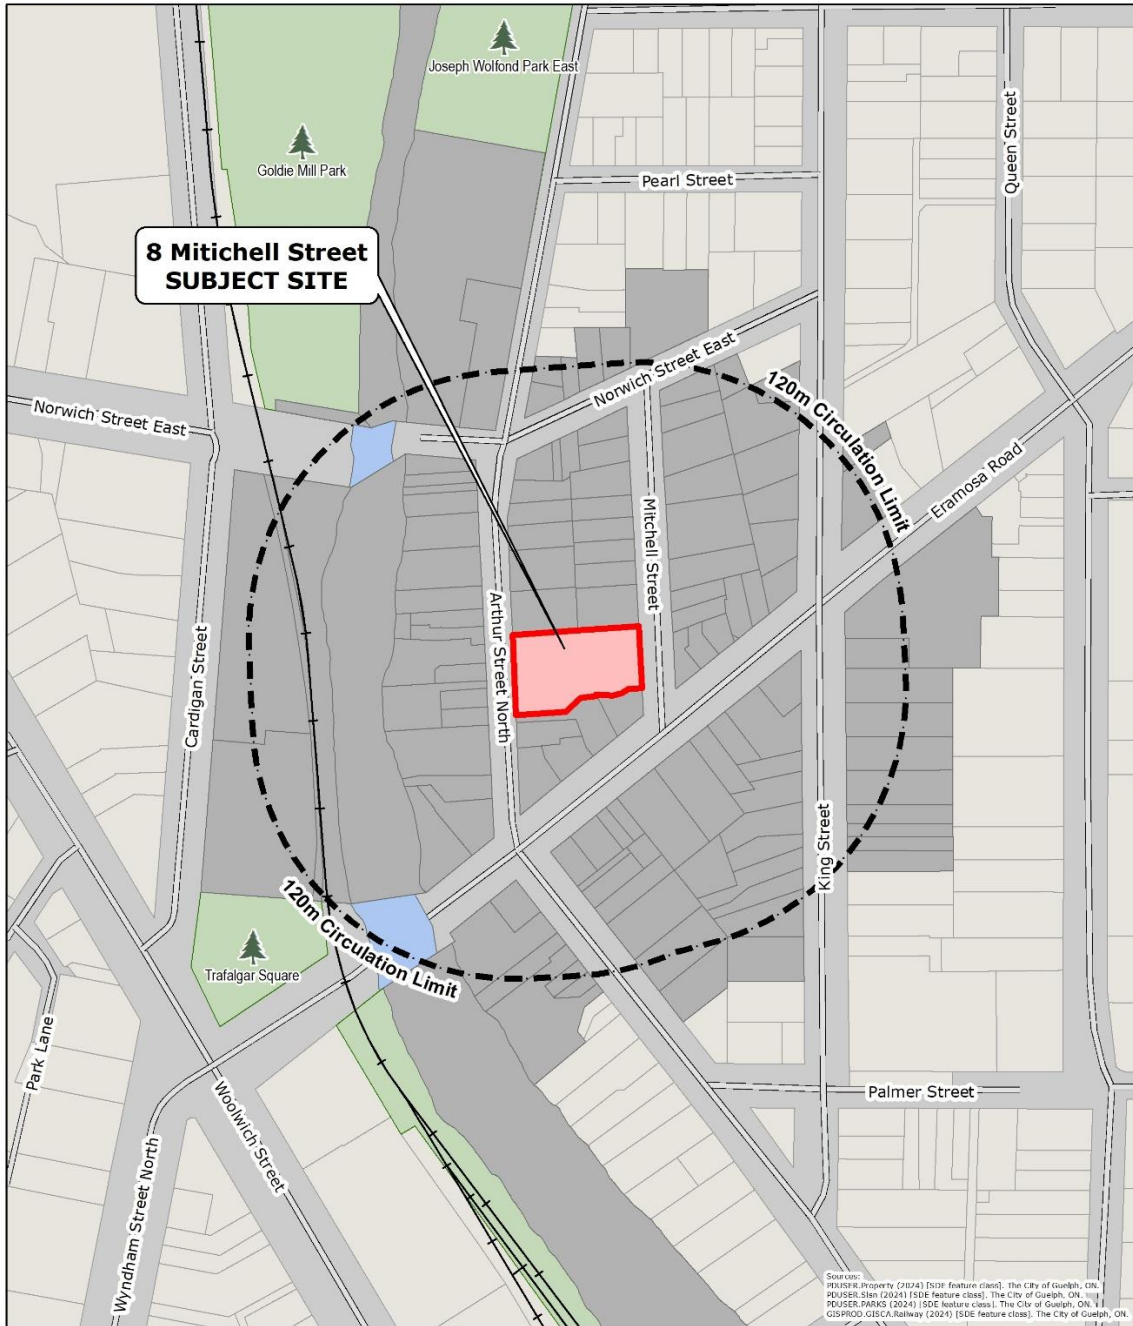 Joseph Wolfond Park East
Goldie Mill Park
Pearl Street
Queen Street
8 Mitichell Street
SUBJECT SITE
Norwich Street East
Norwich Street East
120m Circulation Limit
Eramosa Road
Mitchell Street
Arthur Street North
Cardigan Street
King Street
120m Circulation Limit
Trafalgar Square
Park Lane
Woolwich Street
Palmer Street
Wyndham Street North
Sources:
PDUSER.Property (2024) [SDE feature class]. The City of Guelph, ON.
PDUSER.Slsn (2024) [SDE feature class]. The City of Guelph, ON.
PDUSER.PARKS (2024) [SDE feature class]. The City of Guelph, ON.
GISPROD.GISCA.Railway (2024) [SDE feature class]. The City of Guelph, ON.